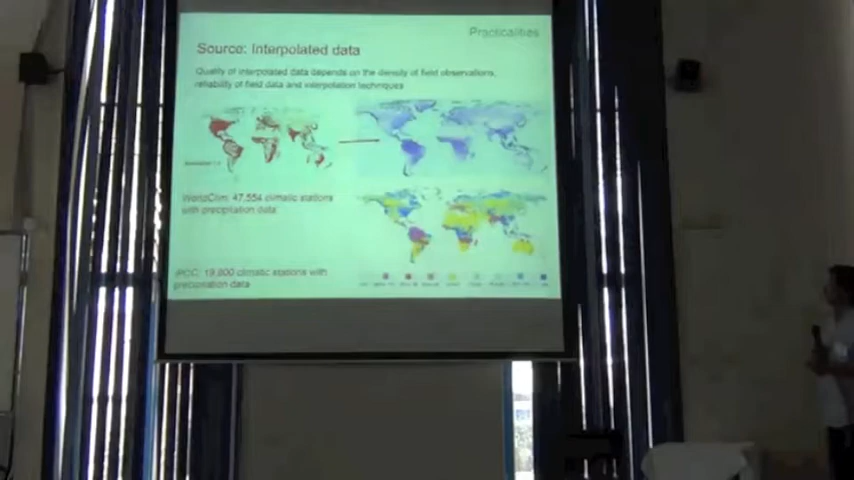 Practicalities
Source: Interpolated data
Quality of interpolated data depends on the density of field observations,
reliability of field data and interpolation techniques
WorldClim: 47,554 climatic stations
with precipitation data
IPCC: 19,800 climatic stations with
precipitation data